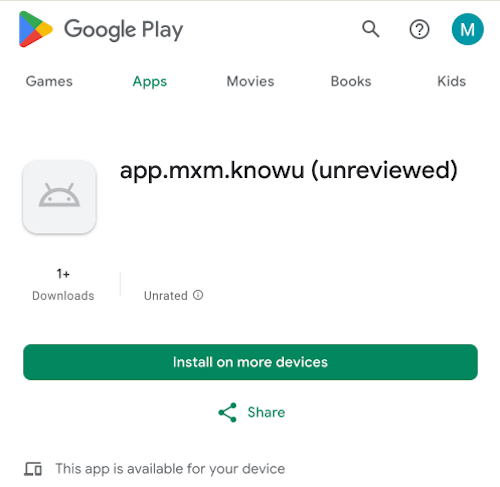 Google Play
M
Games Apps Movies Books Kids
app.mxm.knowu (unreviewed)
1+
Downloads
Unrated
Install on more devices
Share
This app is available for your device